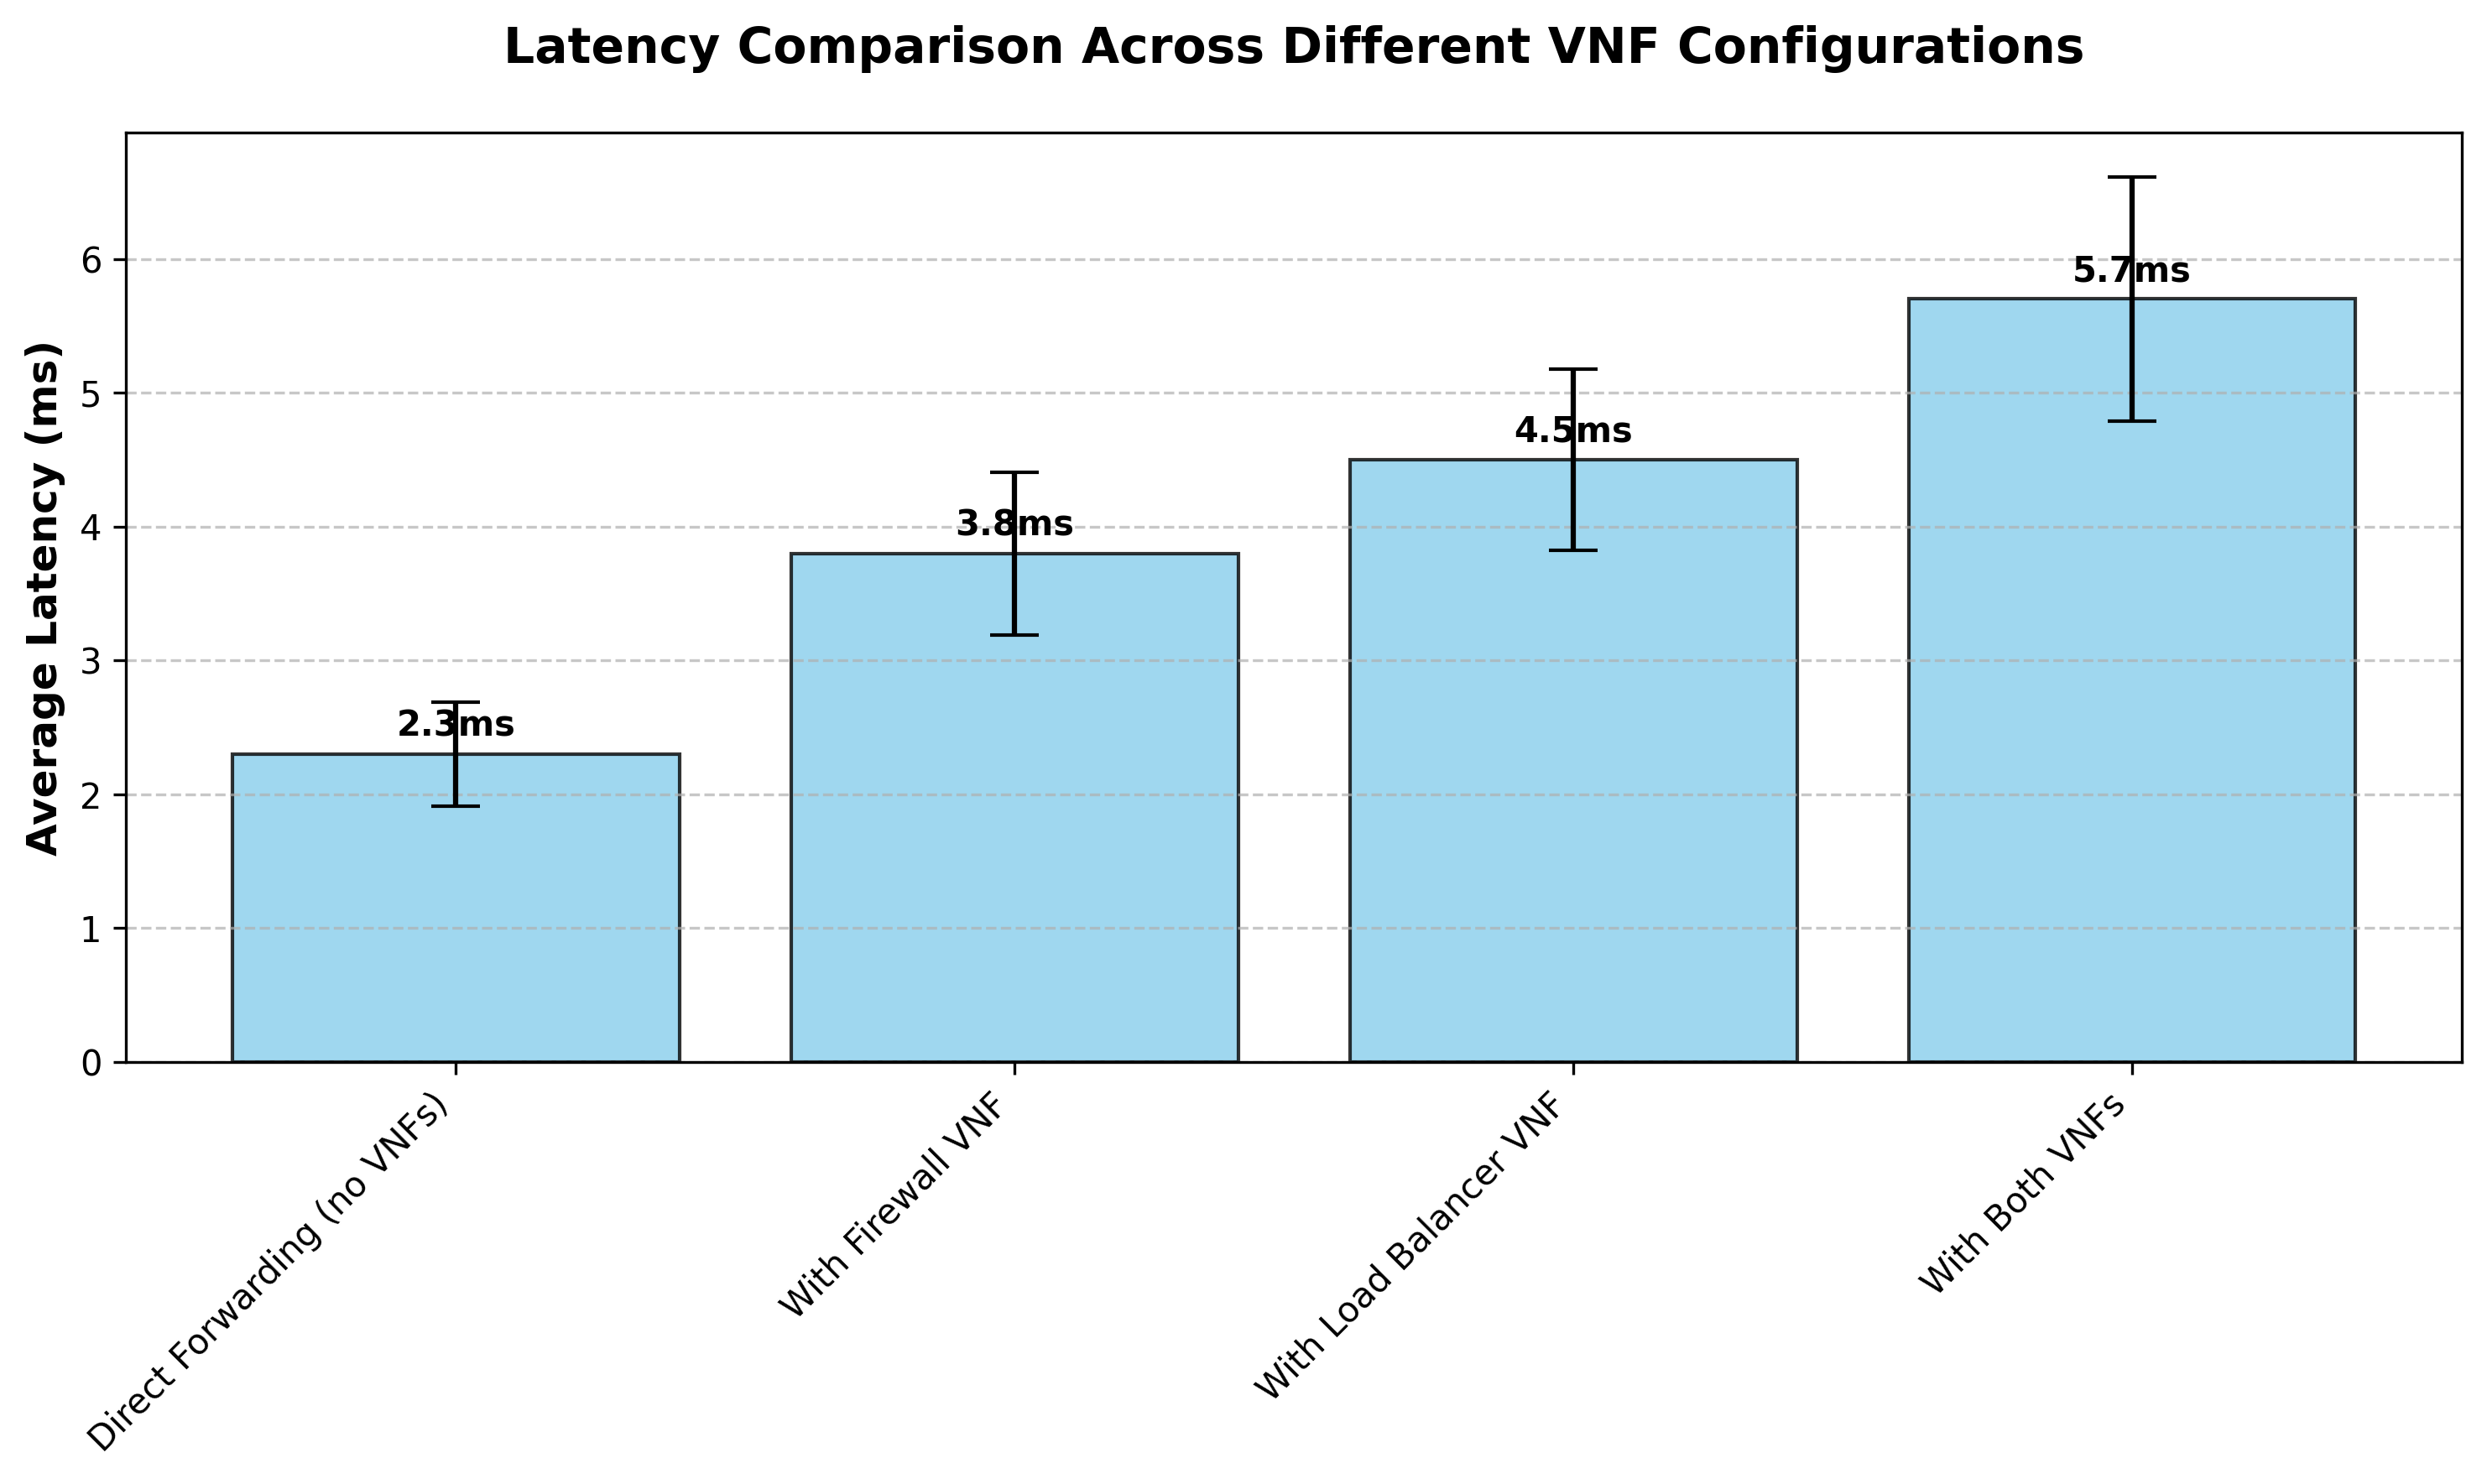 Latency Comparison Across Different VNF Configurations
Average Latency (ms)
6
5
4
3
2
1
0
2.3ms
3.8ms
4.5ms
5.7ms
Direct Forwarding (no VNFs)
With Firewall VNF
With Load Balancer VNF
With Both VNFs